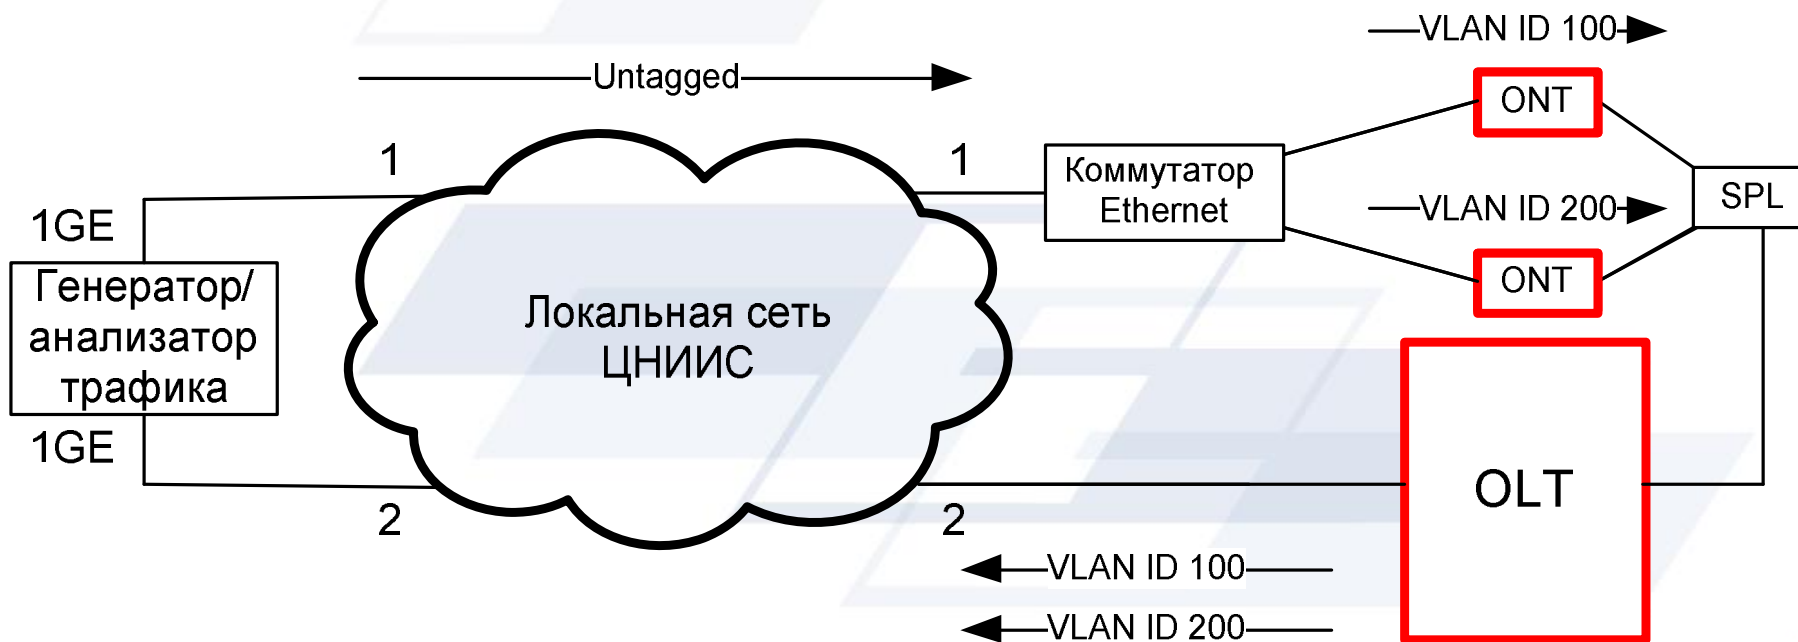 VLAN ID 100
Untagged
ONT
1
1
Коммутатор
Ethernet
VLAN ID 200
SPL
1GE
Генератор/
анализатор
трафика
ONT
Локальная сеть
ЦНИИС
1GE
OLT
2
2
VLAN ID 100
VLAN ID 200